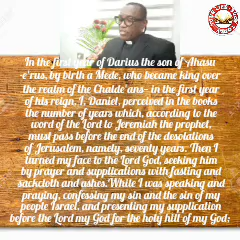 In the first year of Darius the son of Ahasu
e'rus, by birth a Mede, who became king over
the realm of the Chalde'ans- in the first year
of his reign, I, Daniel, perceived in the books
the number of years which, according to the
word of the Lord to Jeremiah the prophet,
must pass before the end of the desolations
of Jerusalem, namely, seventy years. Then I
turned my face to the Lord God, seeking him
by prayer and supplications with fasting and
sackcloth and ashes. While I was speaking and
praying, confessing my sin and the sin of my
people Israel, and presenting my supplication
before the Lord my God for the holy hill of my God;